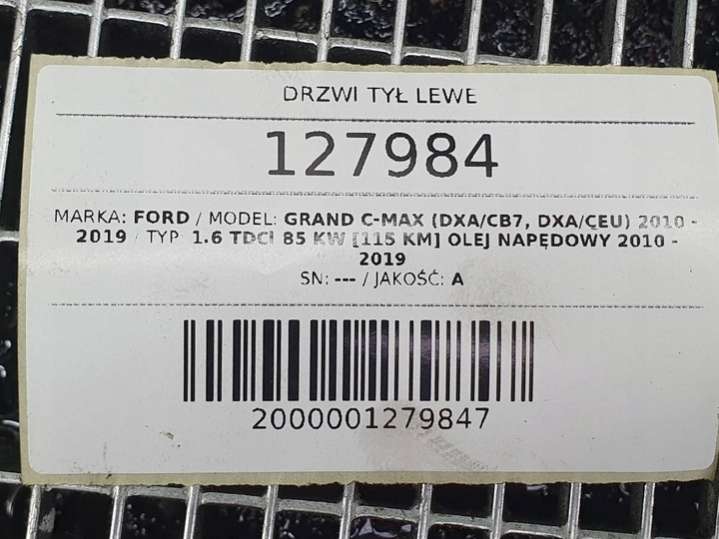 DRZWI TYŁ LEWE
127984
MARKA: FORD / MODEL: GRAND C-MAX (DXA/CB7, DXA/CEU) 2010 -
2019 / TYP: 1.6 TDCI 85 KW [115 KM] OLEJ NAPĘDOWY 2010 -
2019
SN: --- / JAKOŚĆ: A
2000001279847